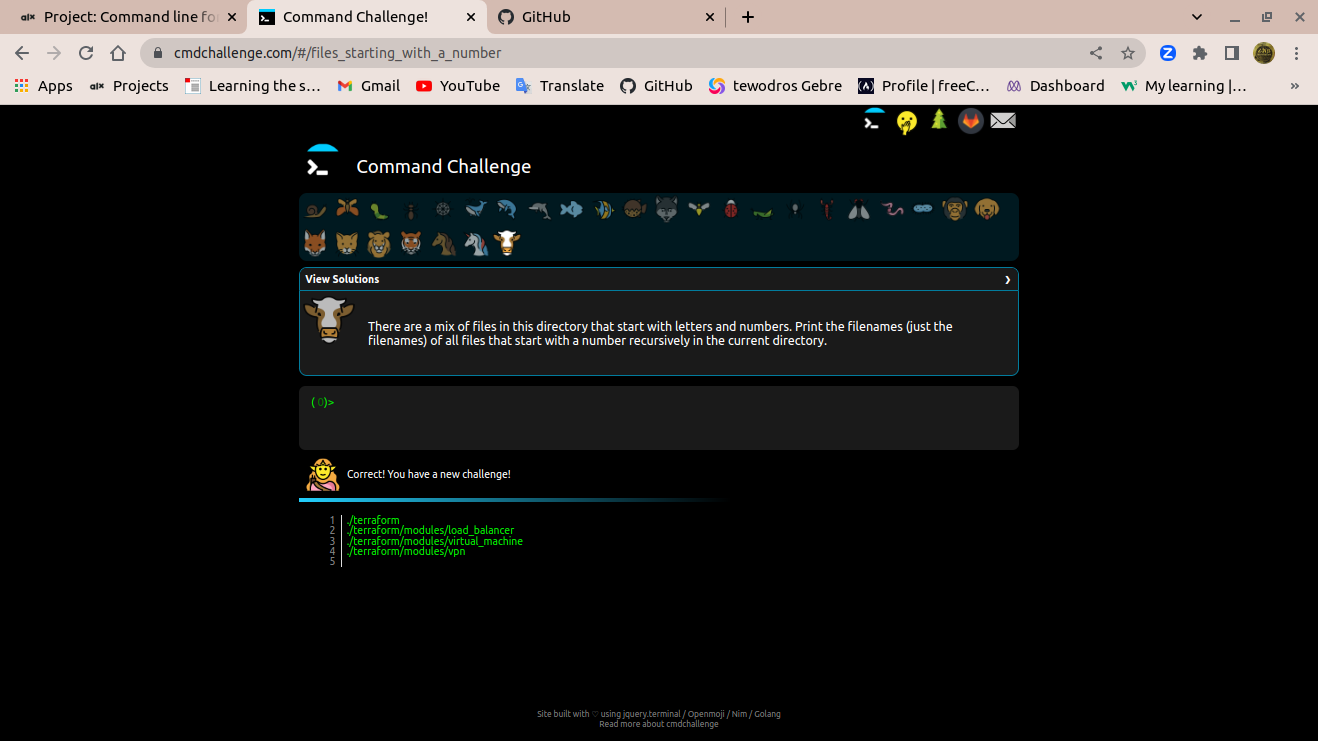 alx Project: Command line fo
Command Challenge!
GitHub
cmdchallenge.com/#/files_starting_with_a_number
Apps
alx Projects
Learning the s...
Gmail
YouTube
Translate
GitHub
tewodros Gebre
Profile | freeC...
Dashboard
My learning |...
Command Challenge
View Solutions
There are a mix of files in this directory that start with letters and numbers. Print the filenames (just the
filenames) of all files that start with a number recursively in the current directory.
( 0)>
Correct! You have a new challenge!
1 ./terraform
2 ./terraform/modules/load_balancer
3 ./terraform/modules/virtual_machine
4 ./terraform/modules/vpn
5
Site built with ♡ using jquery.terminal / Openmoji / Nim / Golang
Read more about cmdchallenge